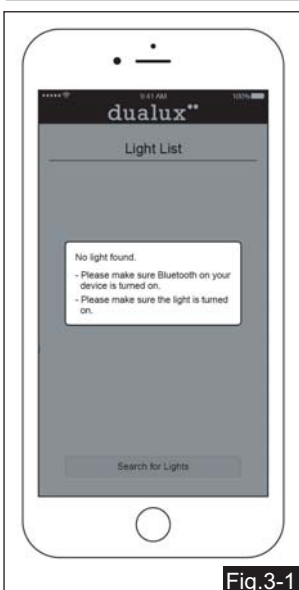 9:41 AM 100%
dualux
Light List
No light found.
- Please make sure Bluetooth on your
device is turned on.
- Please make sure the light is turned
on.
Search for Lights
Fig.3-1